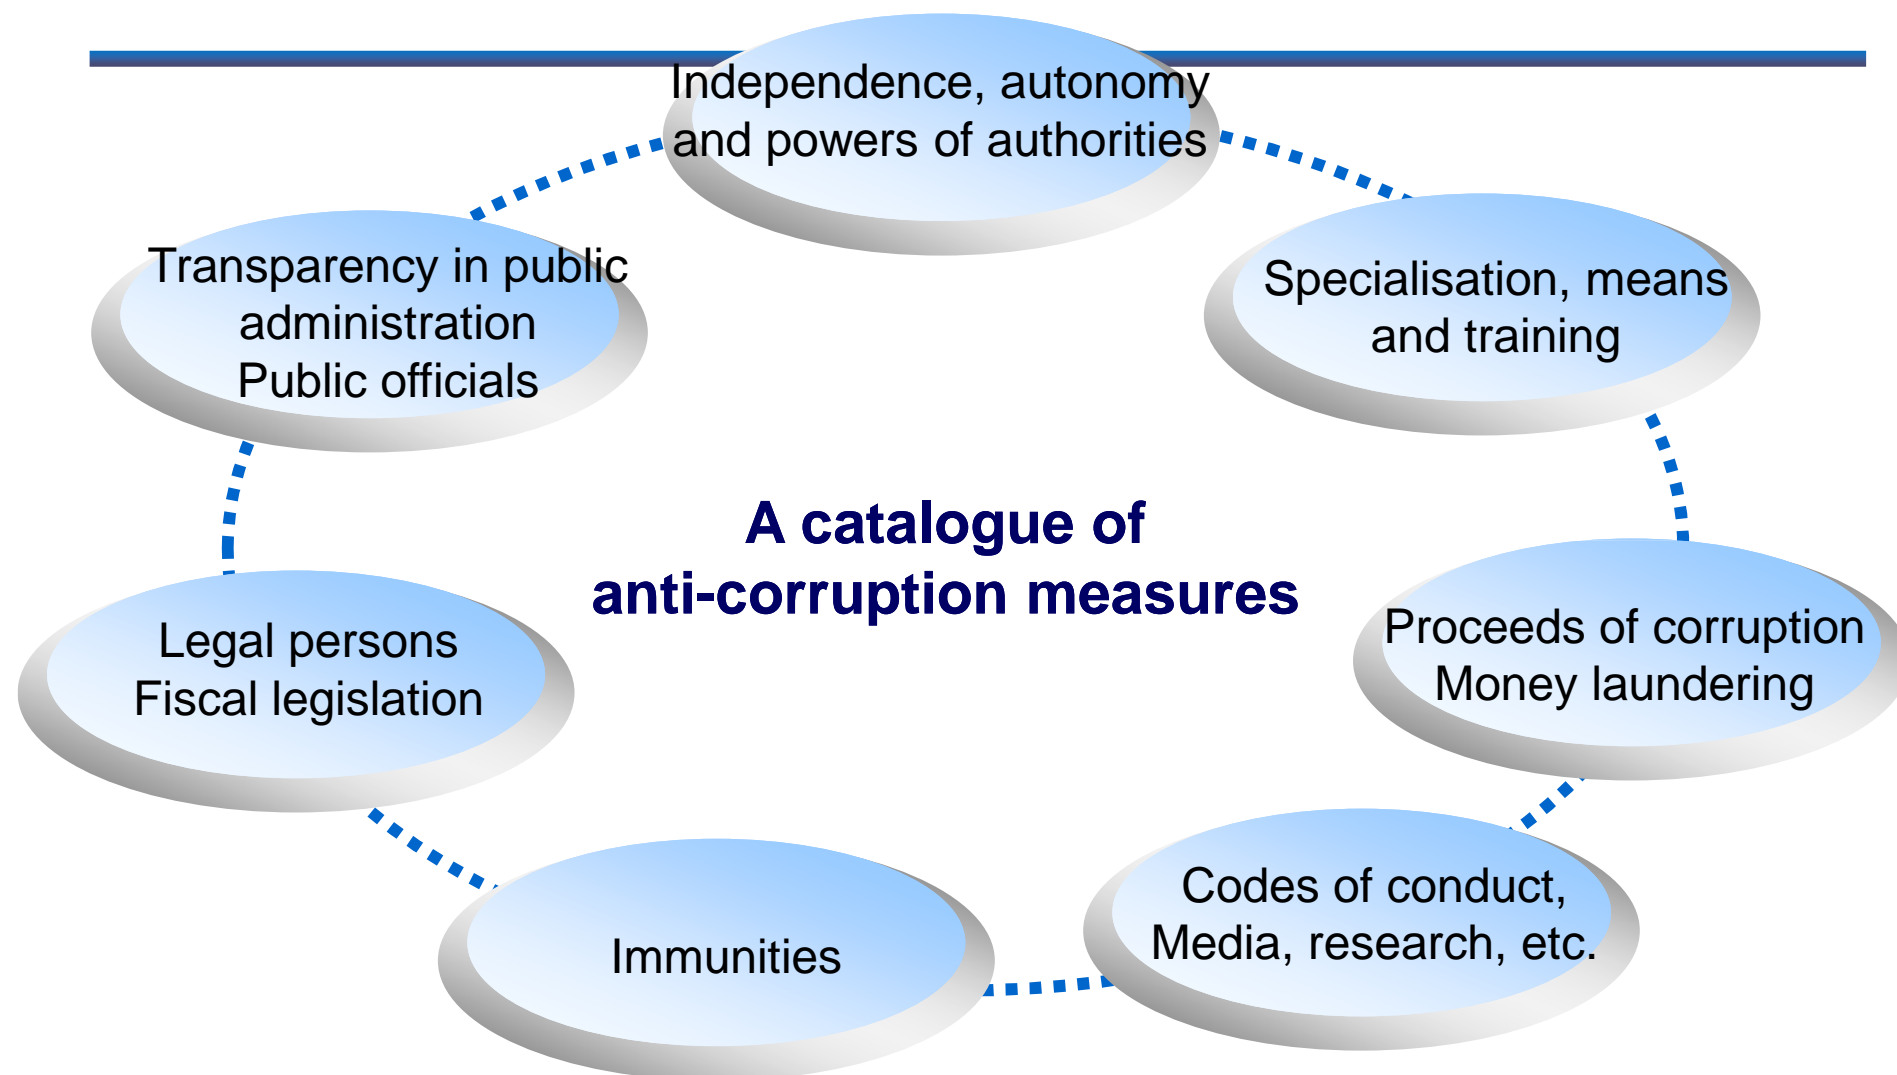 Independence, autonomy
and powers of authorities
Transparency in public
administration
Public officials
Specialisation, means
and training
A catalogue of
anti-corruption measures
Legal persons
Fiscal legislation
Proceeds of corruption
Money laundering
Codes of conduct,
Media, research, etc.
Immunities